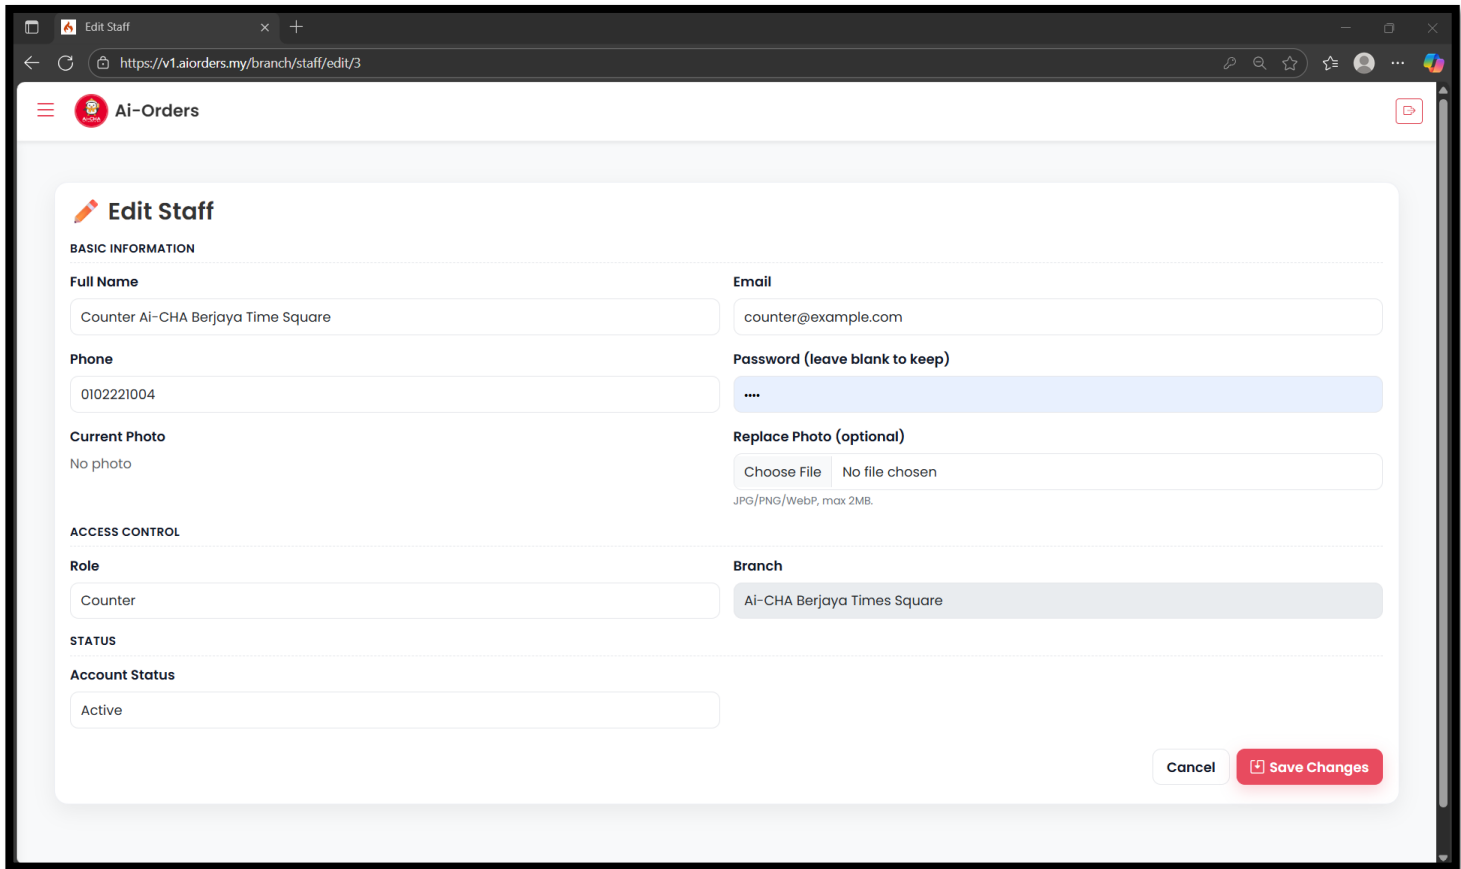 Edit Staff
https://v1.aiorders.my/branch/staff/edit/3
Ai-CHA
Ai-Orders
Edit Staff
BASIC INFORMATION
Full Name
Email
Counter Ai-CHA Berjaya Time Square
counter@example.com
Phone
Password (leave blank to keep)
0102221004
••••
Current Photo
Replace Photo (optional)
No photo
Choose File No file chosen
JPG/PNG/WebP, max 2MB.
ACCESS CONTROL
Role
Branch
Counter
Ai-CHA Berjaya Times Square
STATUS
Account Status
Active
Cancel
Save Changes